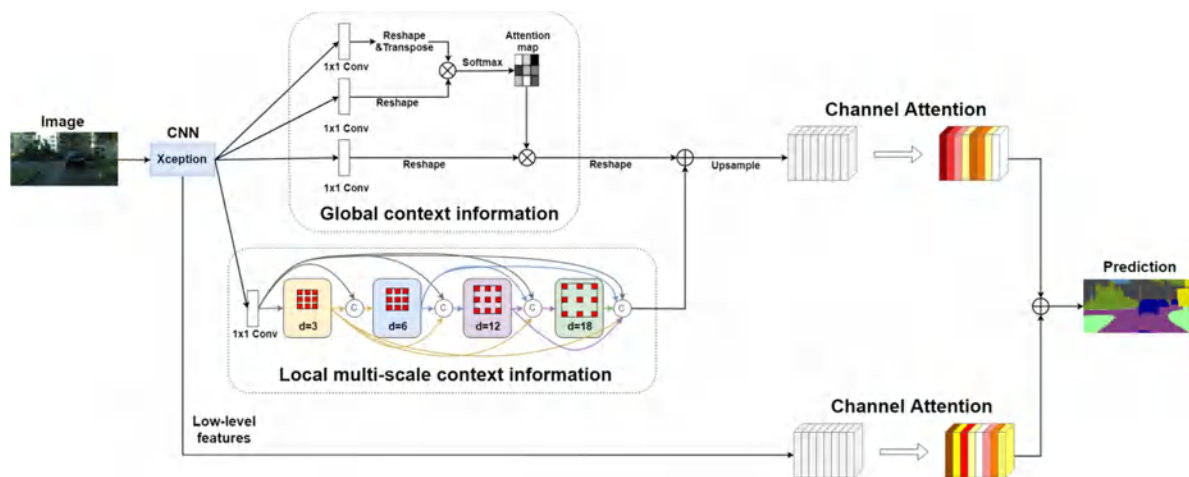 Image
CNN
Xception
1x1 Conv
Reshape
&Transpose
Softmax
Attention
map
1x1 Conv
Reshape
1x1 Conv
Reshape
Reshape
Global context information
Upsample
Channel Attention
1x1 Conv
d=3
C
d=6
C
d=12
C
d=18
C
Local multi-scale context information
Prediction
Low-level
features
Channel Attention